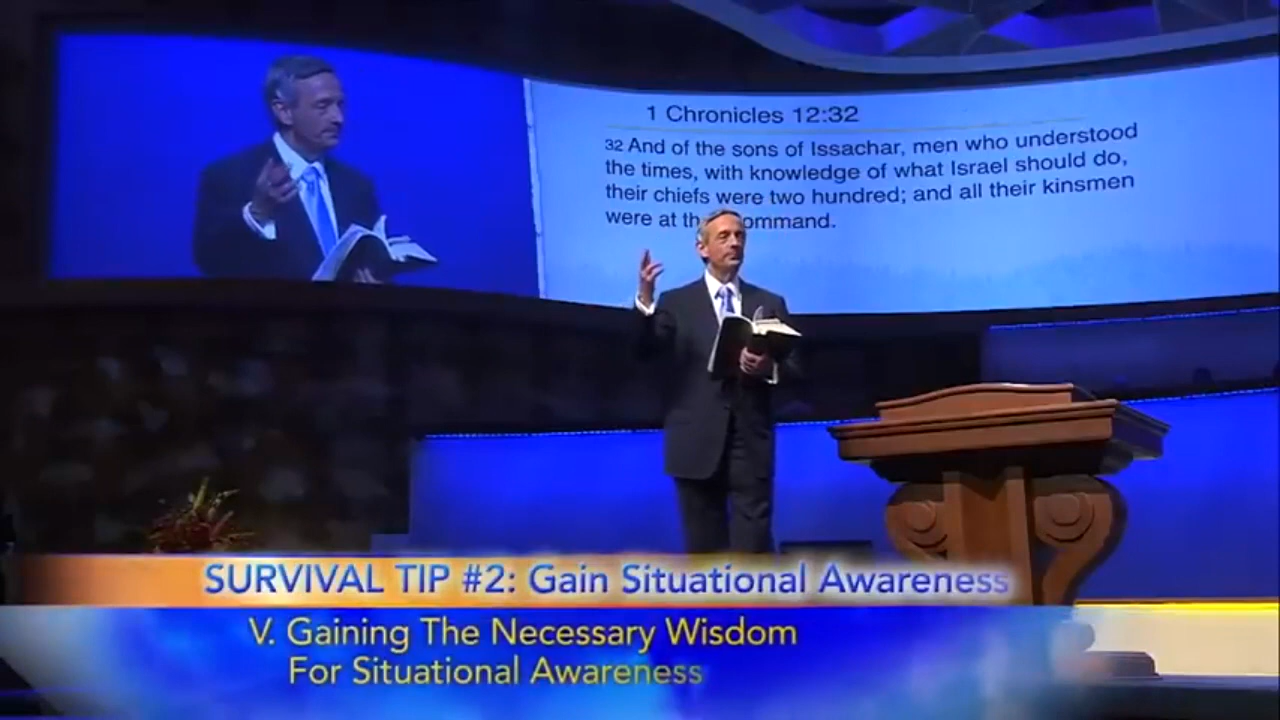 1 Chronicles 12:32
32 And of the sons of Issachar, men who understood
the times, with knowledge of what Israel should do,
their chiefs were two hundred; and all their kinsmen
were at th ommand.
SURVIVAL TIP #2: Gain Situational Awareness
V. Gaining The Necessary Wisdom
For Situational Awareness